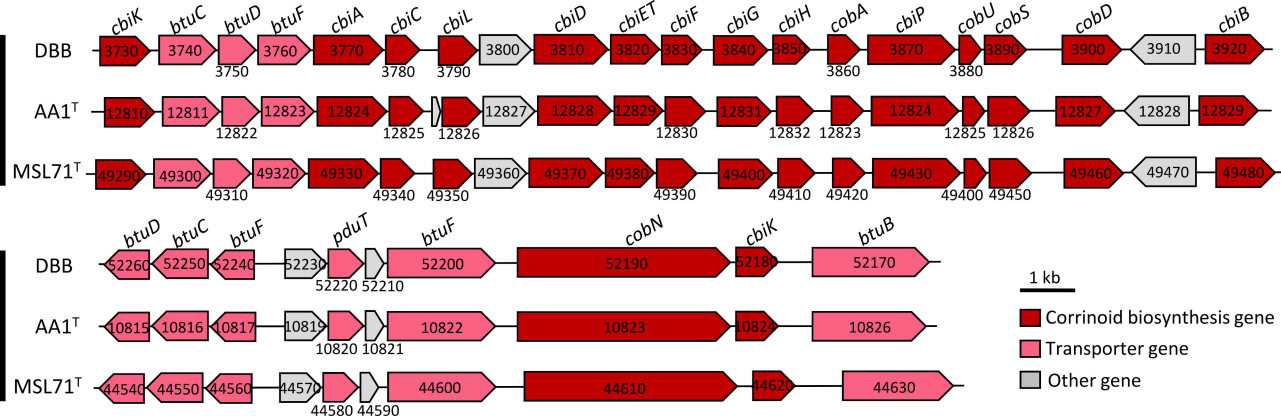 cbiK btuC btuD btuF cbiA cbiC cbiL cbiD cbiET cbiF cbiG cbiH cobA cbiP cobU cobS cobD cbiB
DBB 3730 3740 3760 3770 3800 3810 3820 3830 3840 3850 3870 3890 3900 3910 3920
3750 3780 3790 3860 3880
AA1T 12810 12811 12823 12824 12827 12828 12829 12831 12824 12827 12828 12829
12822 12825 12826 12830 12832 12823 12825 12826
MSL71T 49290 49300 49320 49330 49360 49370 49380 49400 49430 49460 49470 49480
49310 49340 49350 49390 49410 49420 49400 49450
btuD btuC btuF pduT btuF cobN cbiK btuB
DBB 52260 52250 52240 52230 52200 52190 52180 52170
52220 52210
AA1T 10815 10816 10817 10819 10822 10823 10824 10826
10820 10821
MSL71T 44540 44550 44560 44570 44600 44610 44620 44630
44580 44590
1 kb
Corrinoid biosynthesis gene
Transporter gene
Other gene